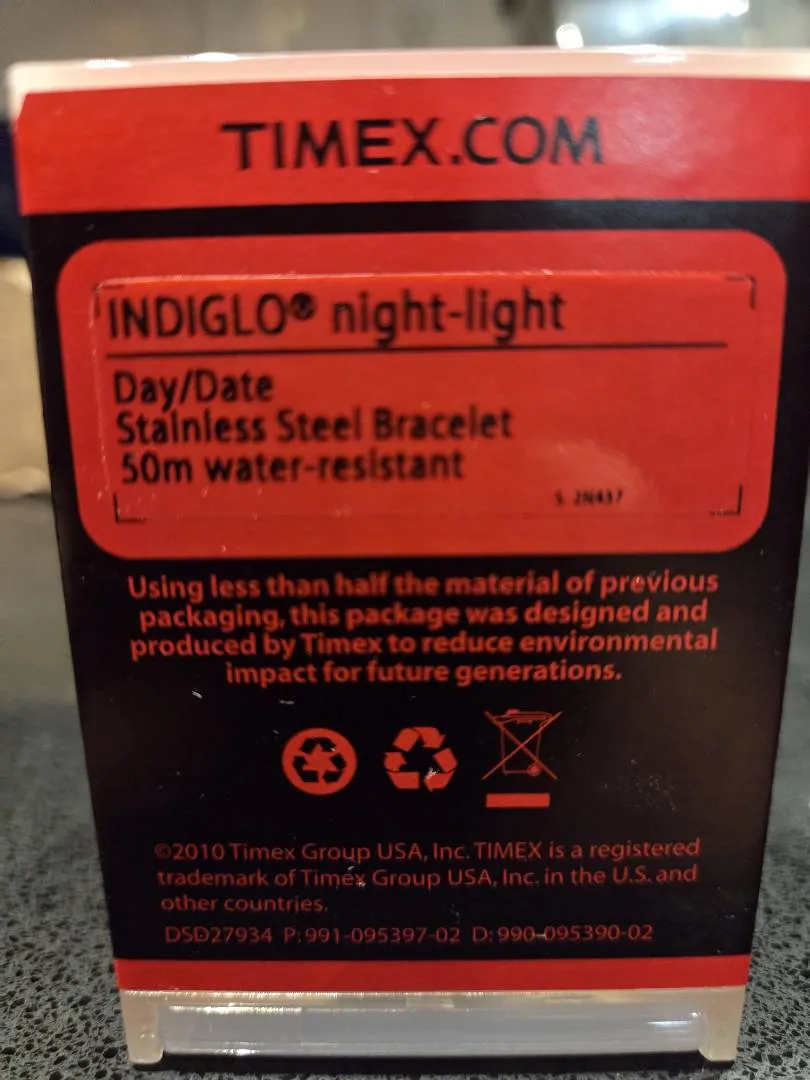 TIMEX.COM
INDIGLO® night-light
Day/Date
Stainless Steel Bracelet
50m water-resistant
S 2N437
Using less than half the material of previous
packaging, this package was designed and
produced by Timex to reduce environmental
impact for future generations.
©2010 Timex Group USA, Inc. TIMEX is a registered
trademark of Timex Group USA, Inc. in the U.S. and
other countries.
DSD27934 P:991-095397-02 D:990-095390-02